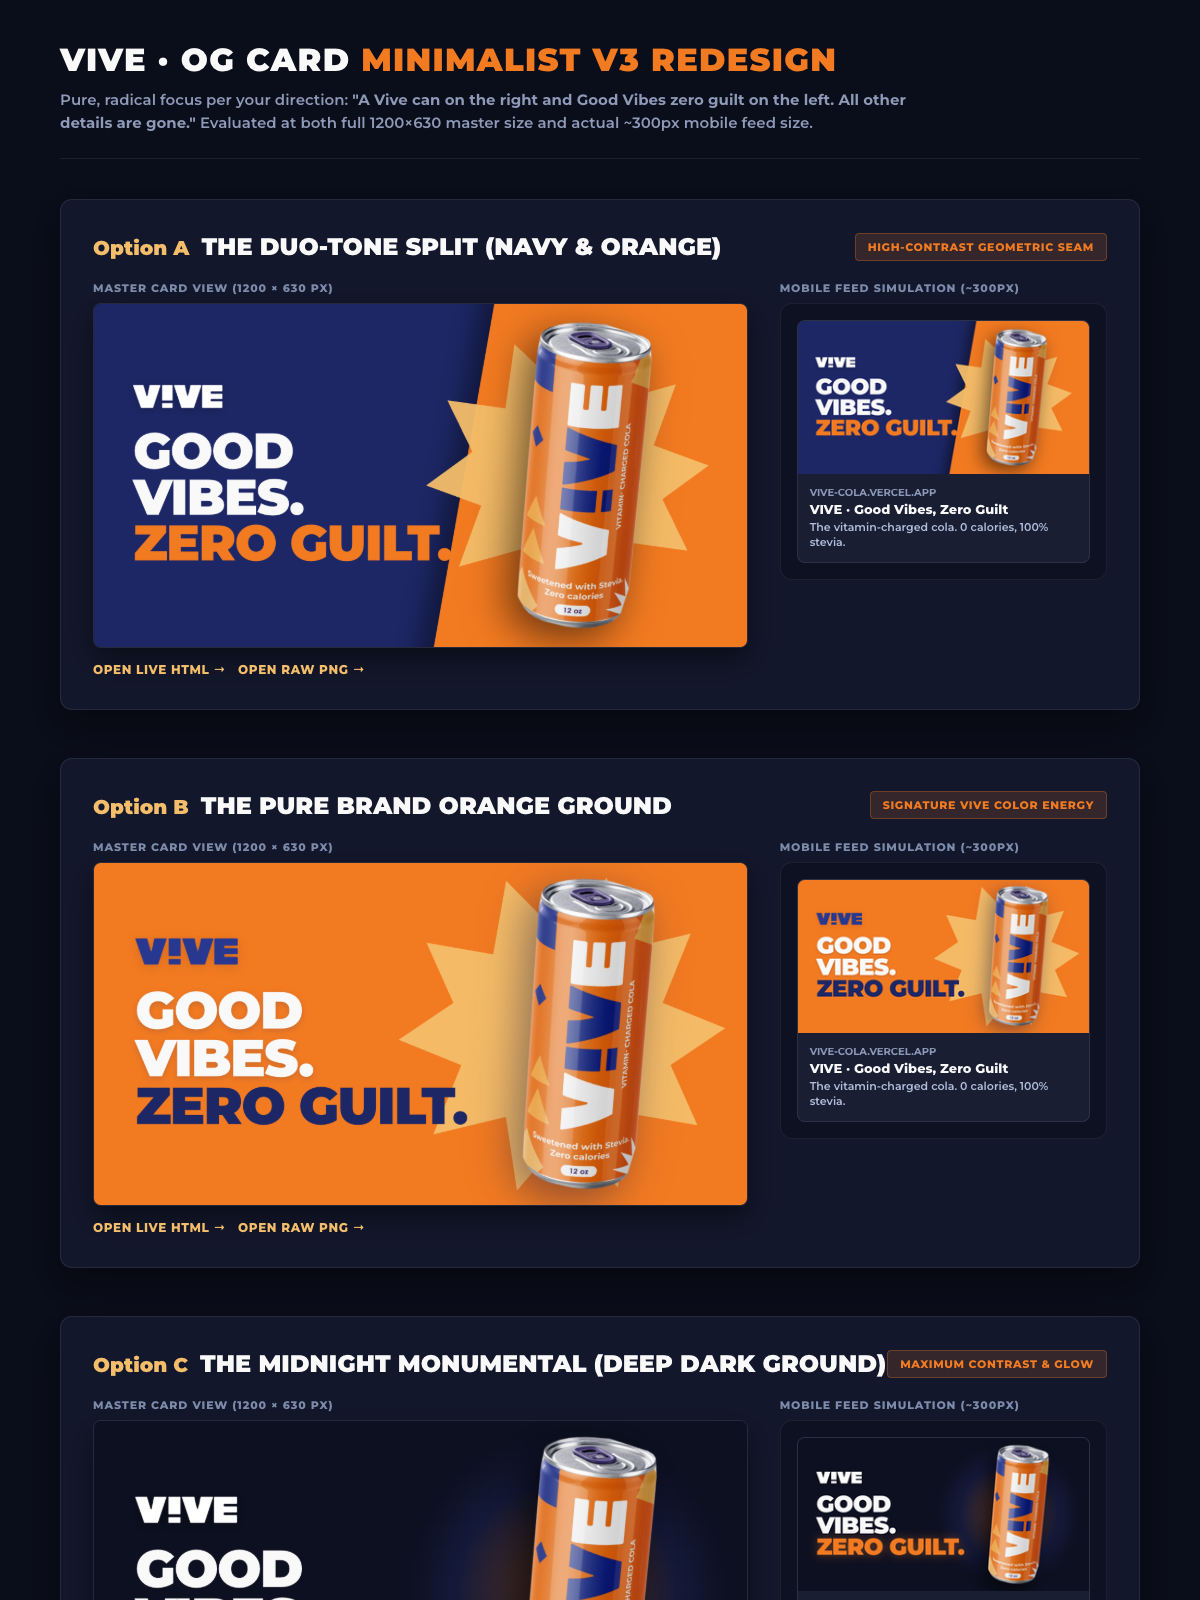 VIVE · OG CARD MINIMALIST V3 REDESIGN
Pure, radical focus per your direction: "A Vive can on the right and Good Vibes zero guilt on the left. All other
details are gone." Evaluated at both full 1200×630 master size and actual ~300px mobile feed size.
Option A THE DUO-TONE SPLIT (NAVY & ORANGE)
HIGH-CONTRAST GEOMETRIC SEAM
MASTER CARD VIEW (1200 × 630 PX)
V!VE
GOOD
VIBES.
ZERO GUILT.
V!VE
VITAMIN-CHARGED COLA
Sweetened with Stevia
Zero calories
12 oz
MOBILE FEED SIMULATION (~300PX)
V!VE
GOOD
VIBES.
ZERO GUILT.
V!VE
VIVE-COLA.VERCEL.APP
VIVE · Good Vibes, Zero Guilt
The vitamin-charged cola. 0 calories, 100%
stevia.
OPEN LIVE HTML → OPEN RAW PNG →
Option B THE PURE BRAND ORANGE GROUND
SIGNATURE VIVE COLOR ENERGY
MASTER CARD VIEW (1200 × 630 PX)
V!VE
GOOD
VIBES.
ZERO GUILT.
V!VE
VITAMIN-CHARGED COLA
Sweetened with Stevia
Zero calories
12 oz
MOBILE FEED SIMULATION (~300PX)
V!VE
GOOD
VIBES.
ZERO GUILT.
V!VE
VIVE-COLA.VERCEL.APP
VIVE · Good Vibes, Zero Guilt
The vitamin-charged cola. 0 calories, 100%
stevia.
OPEN LIVE HTML → OPEN RAW PNG →
Option C THE MIDNIGHT MONUMENTAL (DEEP DARK GROUND)
MAXIMUM CONTRAST & GLOW
MASTER CARD VIEW (1200 × 630 PX)
V!VE
GOOD
V!VE
CHARGED COLA
MOBILE FEED SIMULATION (~300PX)
V!VE
GOOD
VIBES.
ZERO GUILT.
V!VE